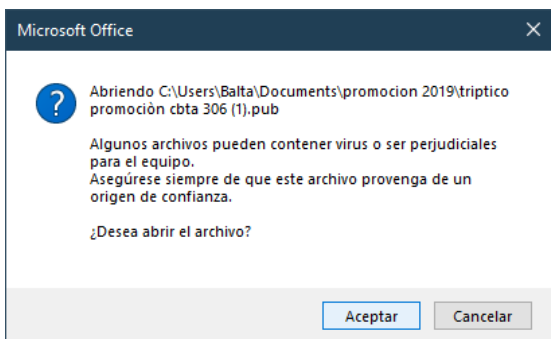 Microsoft Office
Abriendo C:\Users\Balta\Documents\promocion 2019\triptico
promociòn cbta 306 (1).pub
Algunos archivos pueden contener virus o ser perjudiciales
para el equipo.
Asegúrese siempre de que este archivo provenga de un
origen de confianza.
¿Desea abrir el archivo?
Aceptar
Cancelar